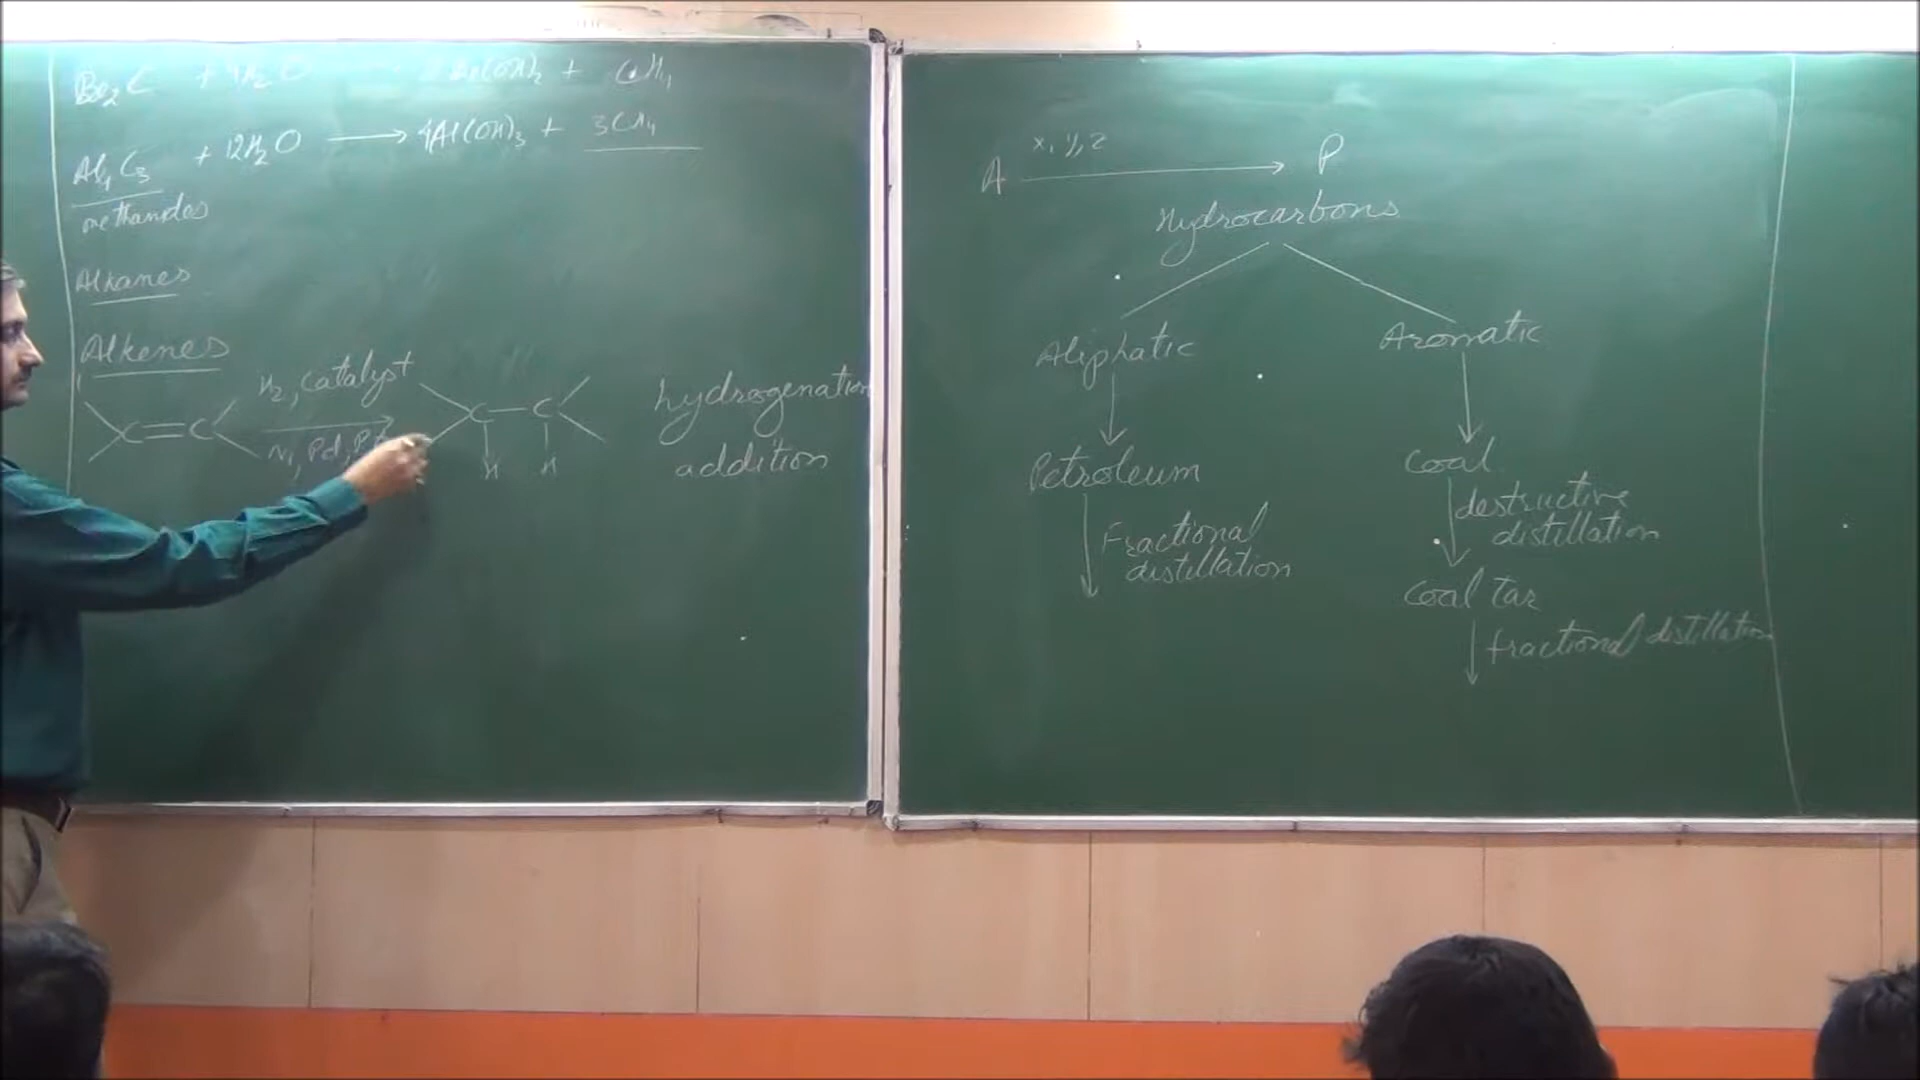 Be₂C + 4H₂O → 2Be(OH)₂ + CH₄
Al₄C₃ + 12H₂O → 4Al(OH)₃ + 3CH₄
methanides
Alkanes
Alkenes
H₂, Catalyst
C=C → C-C
Ni, Pd, Pt
H H
hydrogenation
addition
x, y, z
A → P
Hydrocarbons
Aliphatic Aromatic
Petroleum Coal
Fractional
distillation
destructive
distillation
Coal tar
fractional distillation